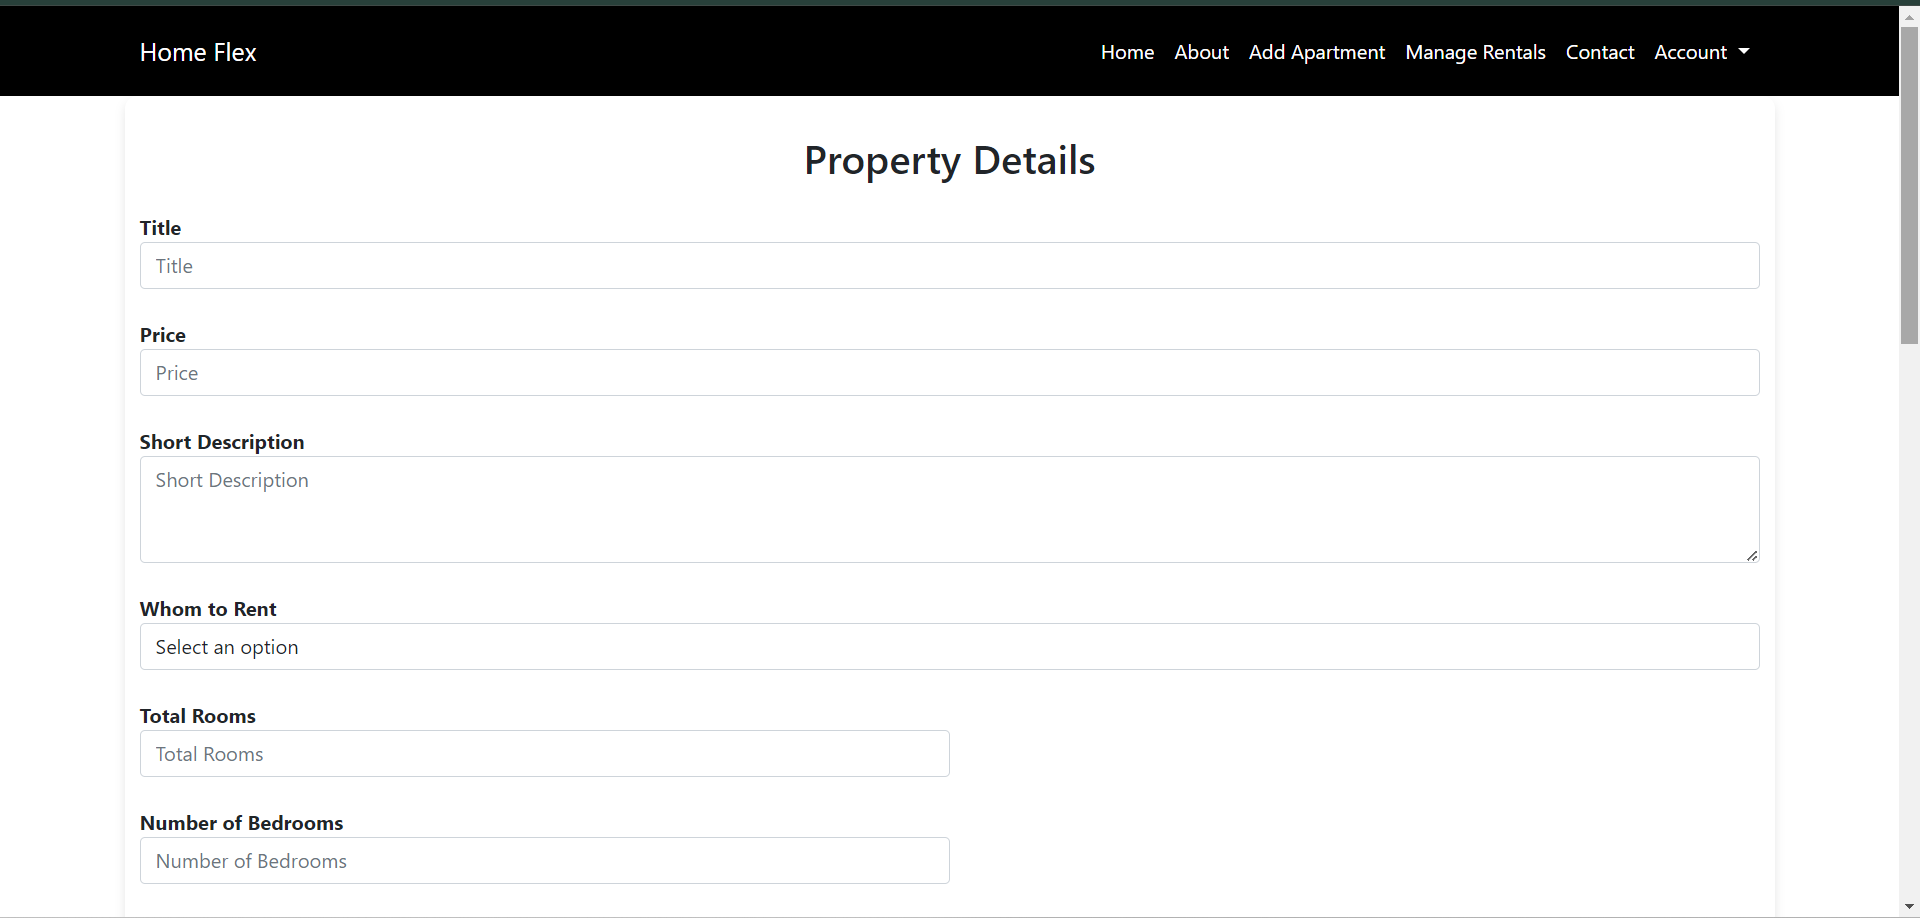 Home Flex
Home About Add Apartment Manage Rentals Contact Account
Property Details
Title
Title
Price
Price
Short Description
Short Description
Whom to Rent
Select an option
Total Rooms
Total Rooms
Number of Bedrooms
Number of Bedrooms